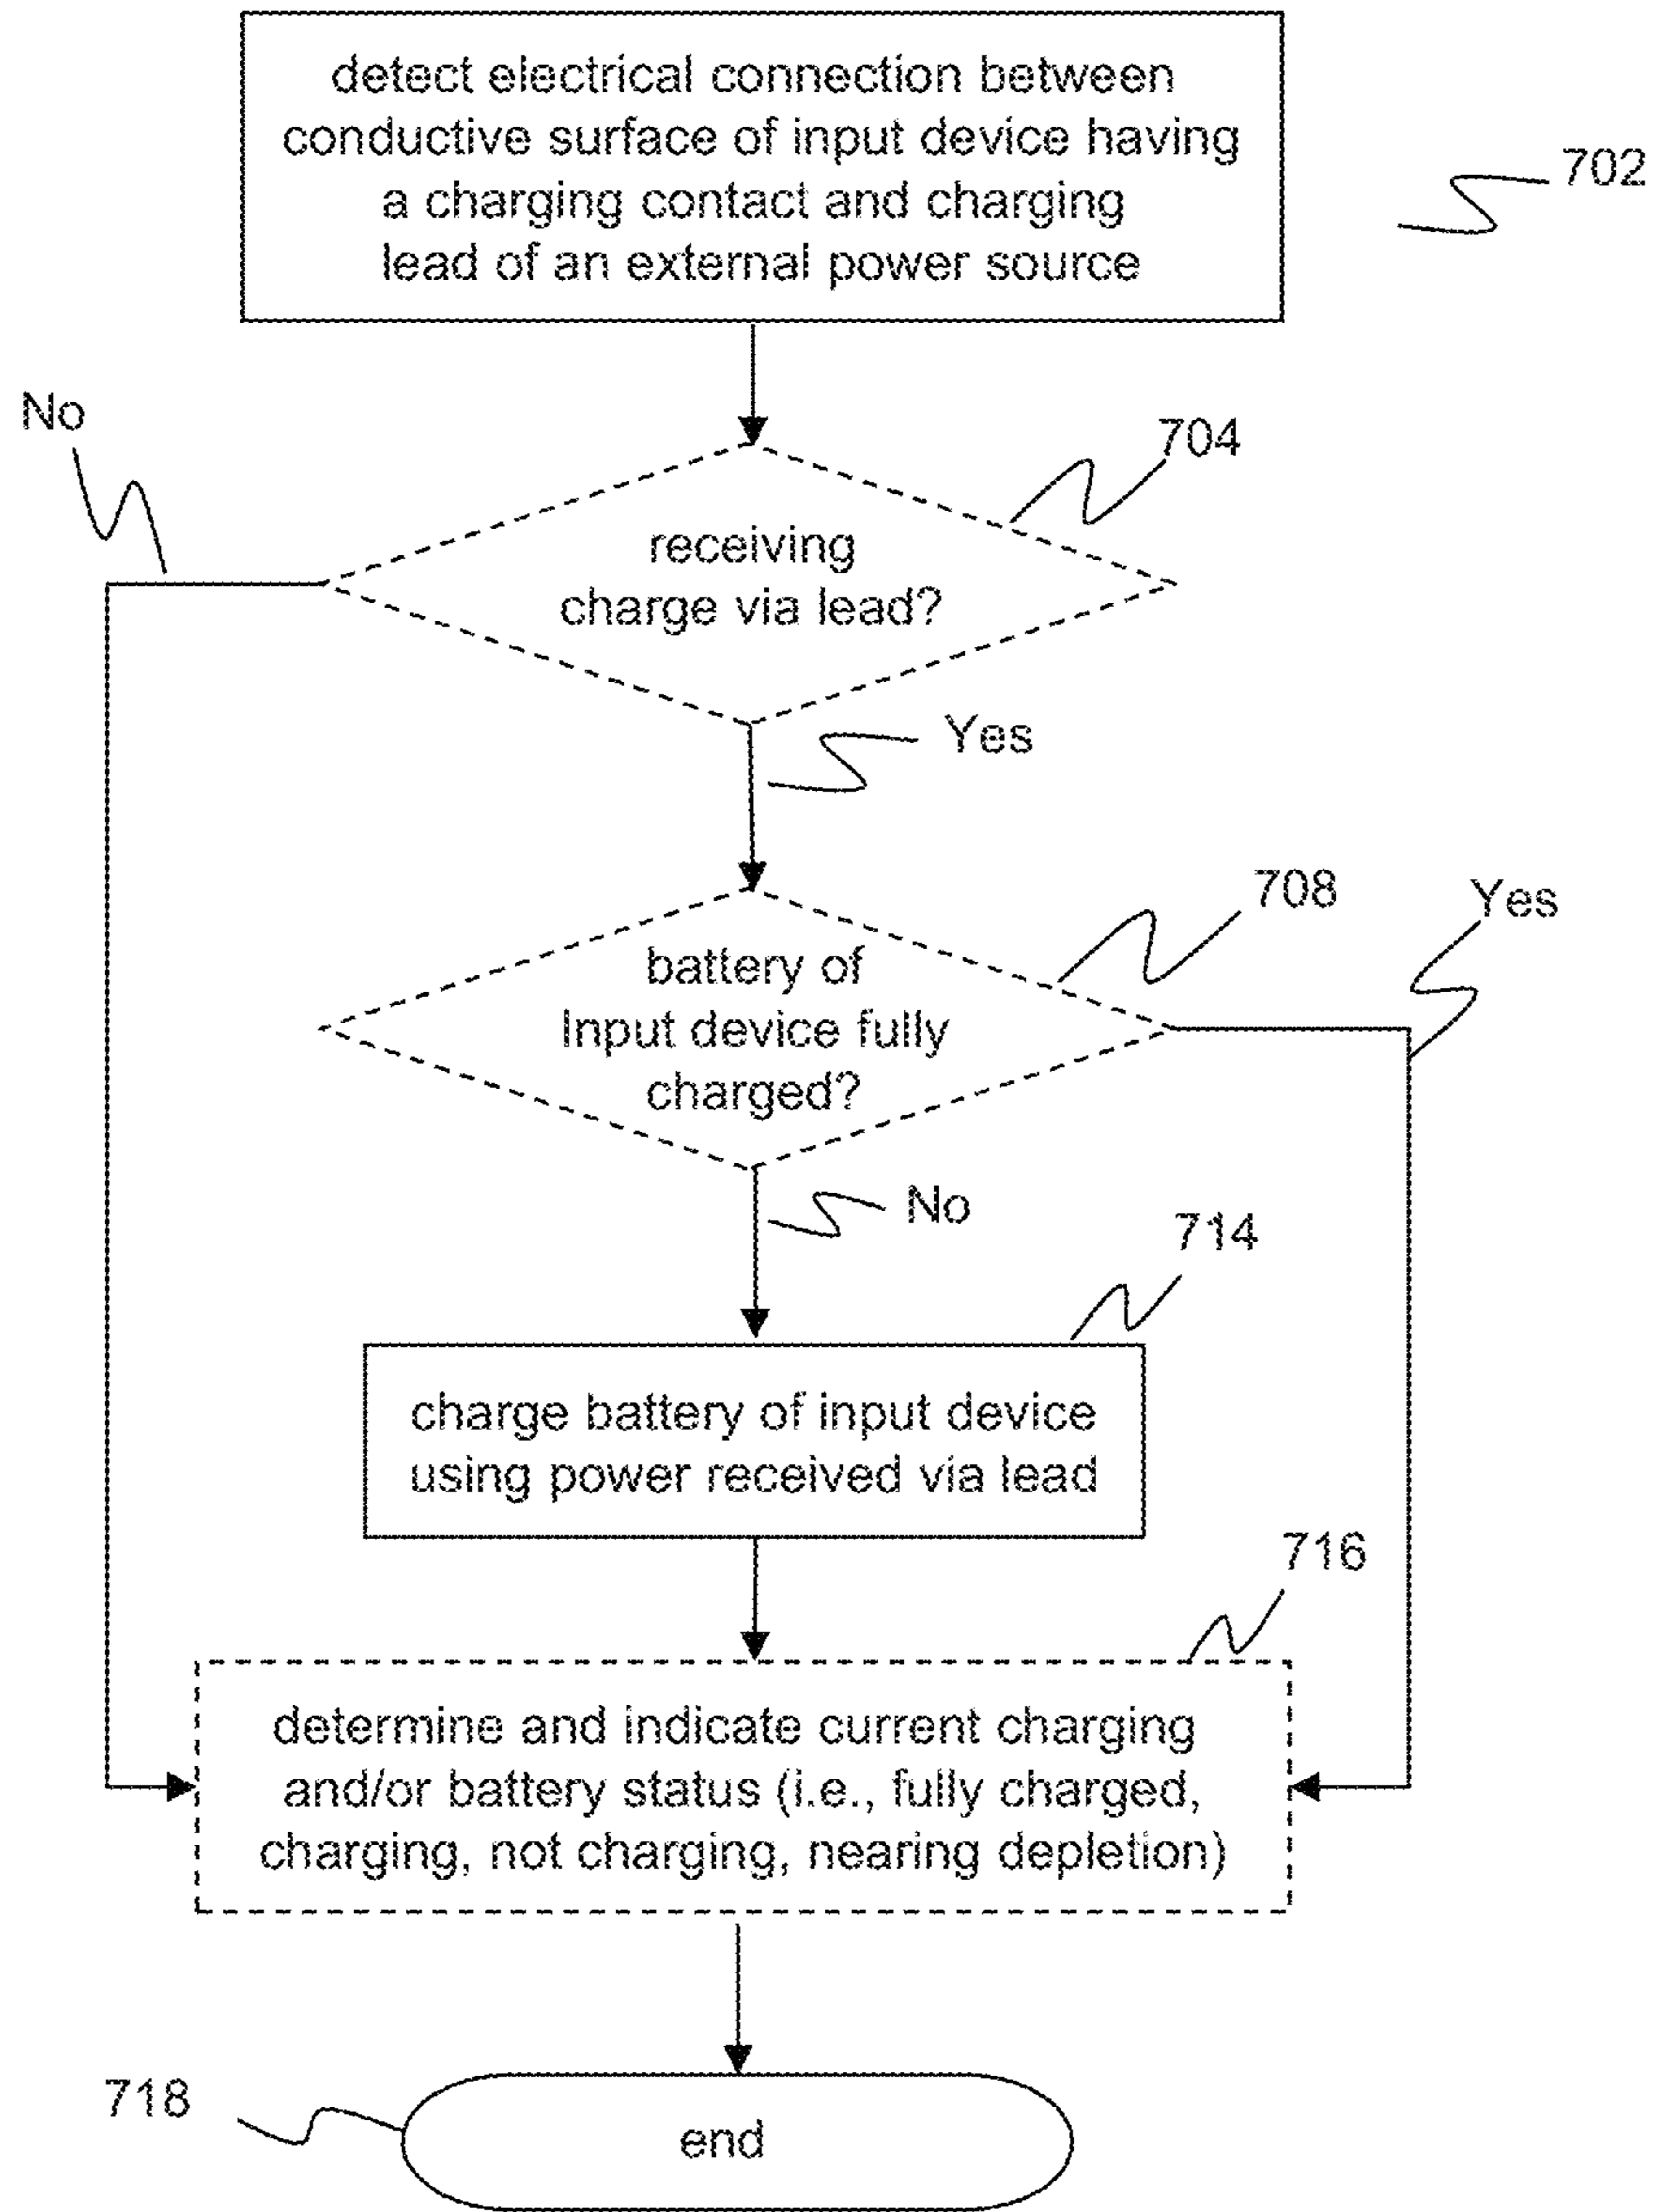 detect electrical connection between
conductive surface of input device having
a charging contact and charging
lead of an external power source
702
No
704
receiving
charge via lead?
Yes
708
Yes
battery of
Input device fully
charged?
No
714
charge battery of input device
using power received via lead
716
determine and indicate current charging
and/or battery status (i.e., fully charged,
charging, not charging, nearing depletion)
718
end